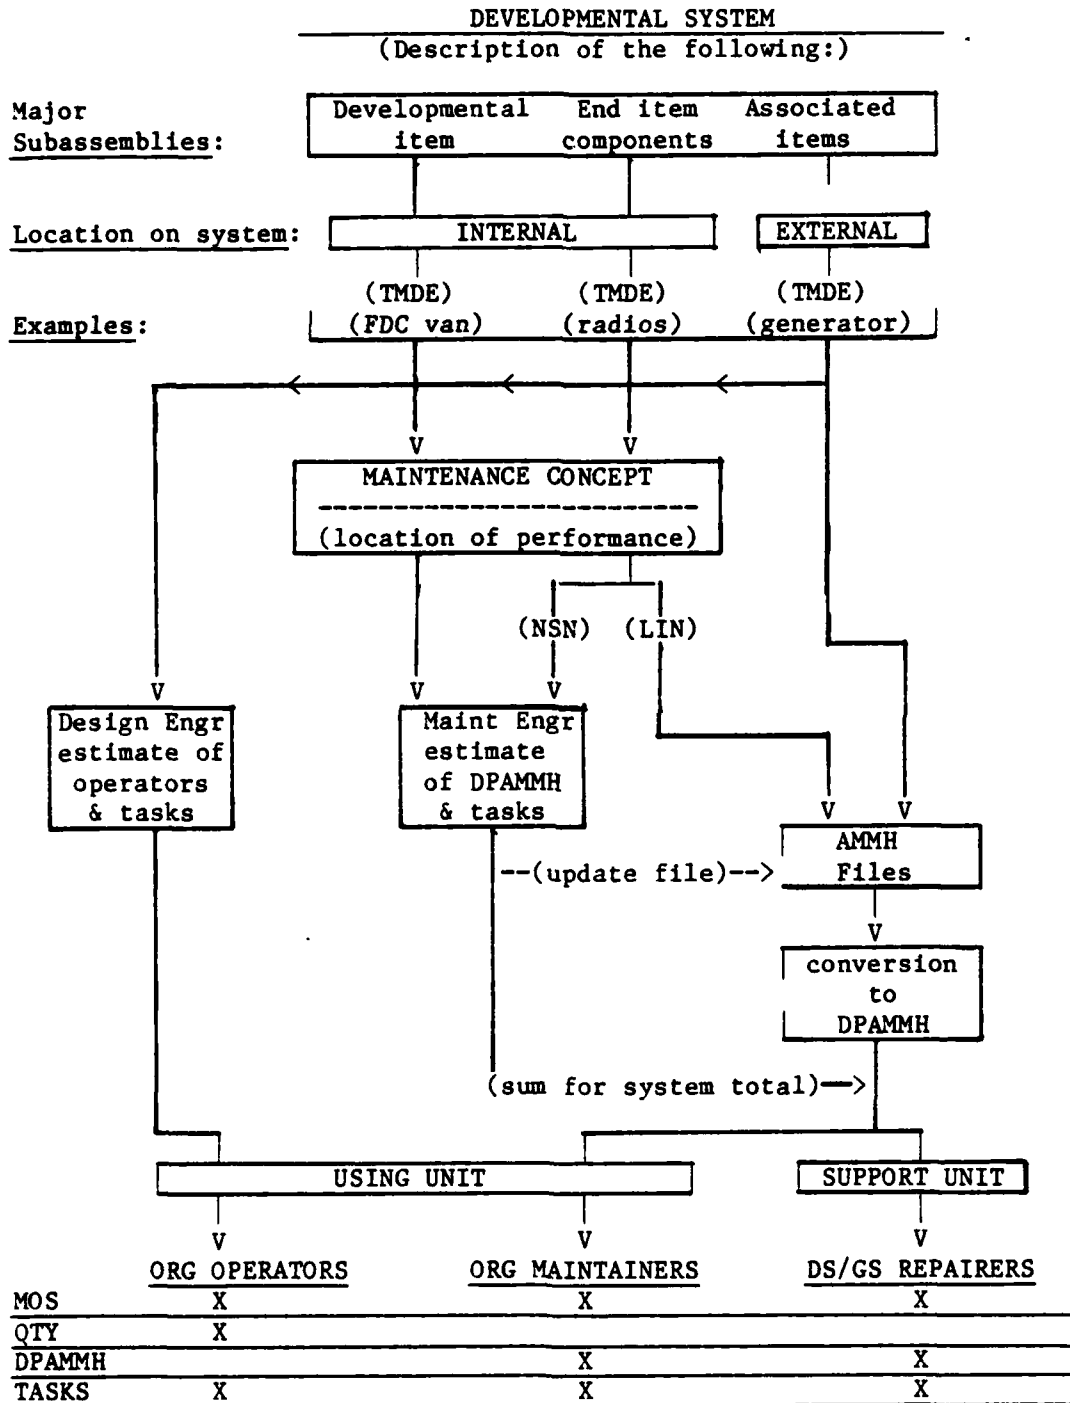 DEVELOPMENTAL SYSTEM
(Description of the following:)
Major Subassemblies:
Developmental item
End item components
Associated items
Location on system:
INTERNAL
EXTERNAL
(TMDE) (TMDE) (TMDE)
Examples: (FDC van) (radios) (generator)
V V
MAINTENANCE CONCEPT
------------------------
(location of performance)
(NSN) (LIN)
V V V
Design Engr
estimate of
operators
& tasks
Maint Engr
estimate
of DPAMMH
& tasks
V V
AMMH
Files
--(update file)-->
V
conversion
to
DPAMMH
(sum for system total)-->
USING UNIT SUPPORT UNIT
V V V
ORG OPERATORS ORG MAINTAINERS DS/GS REPAIRERS
MOS X X X
QTY X
DPAMMH X X
TASKS X X X